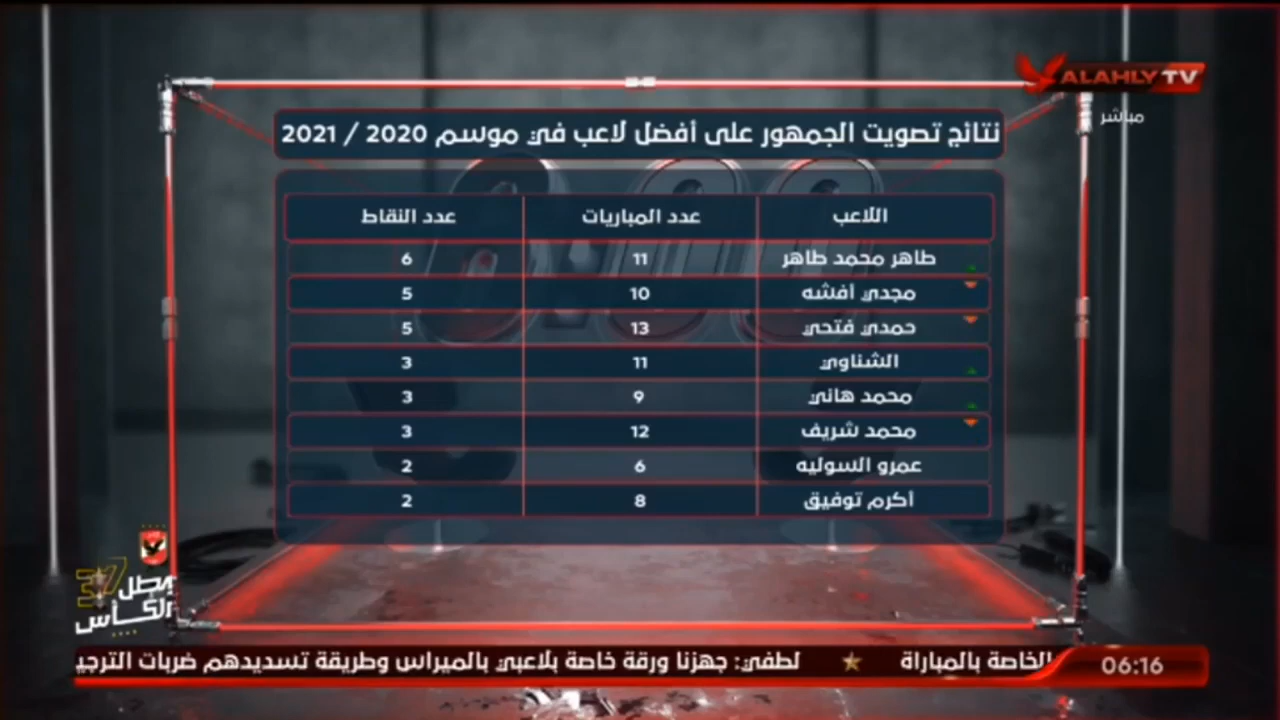 ALAHLY TV
مباشر
نتائج تصويت الجمهور على أفضل لاعب في موسم 2020 / 2021
اللاعب عدد المباريات عدد النقاط
طاهر محمد طاهر 11 6
مجدي أفشه 10 5
حمدي فتحي 13 5
الشناوي 11 3
محمد هاني 9 3
محمد شريف 12 3
عمرو السوليه 6 2
أكرم توفيق 8 2
بطل 37
الكأس
06:16 الخاصة بالمباراة لطفي: جهزنا ورقة خاصة بلاعبي بالميراس وطريقة تسديدهم ضربات الترجي